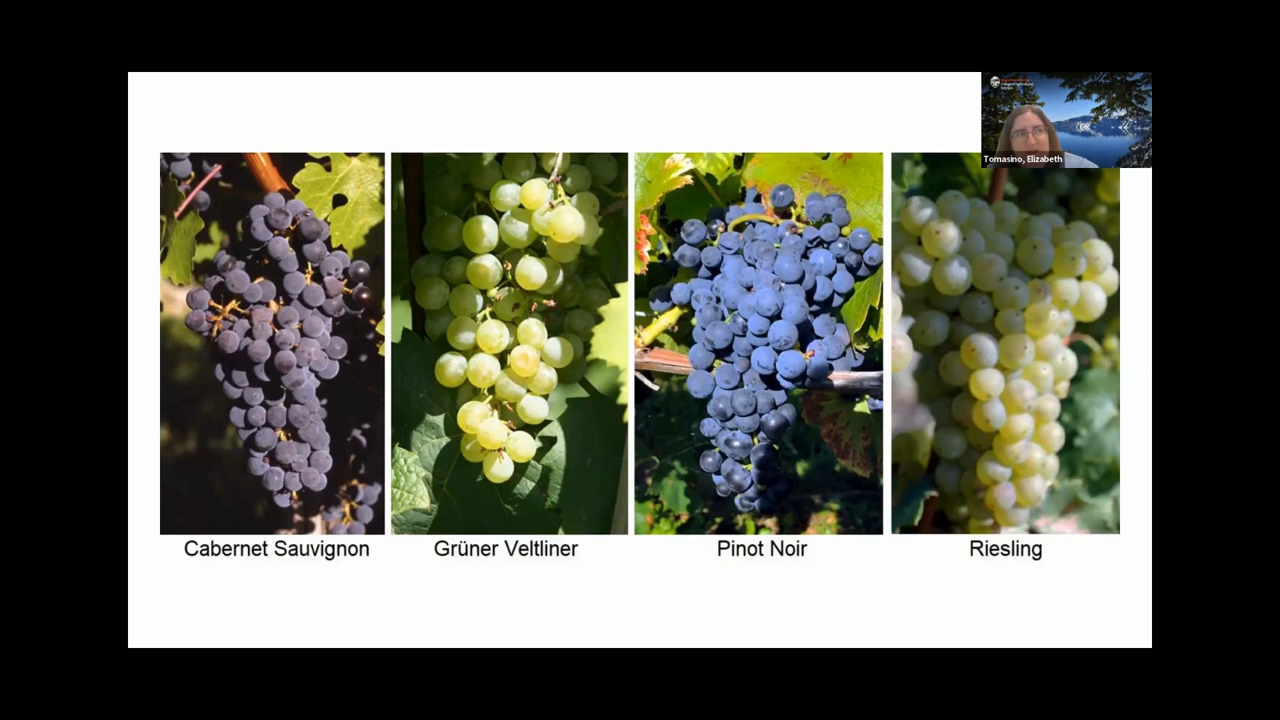 Tomasino, Elizabeth
Cabernet Sauvignon
Grüner Veltliner
Pinot Noir
Riesling